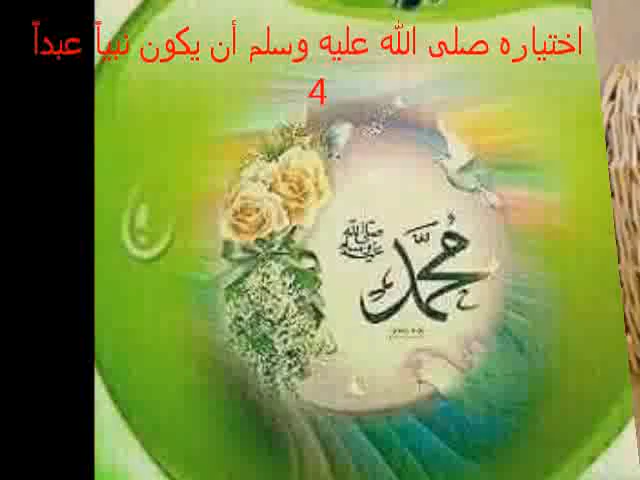 اختياره صلى الله عليه وسلم أن يكون نبياً عبداً
4
صلى الله
عليه وسلم
محمد